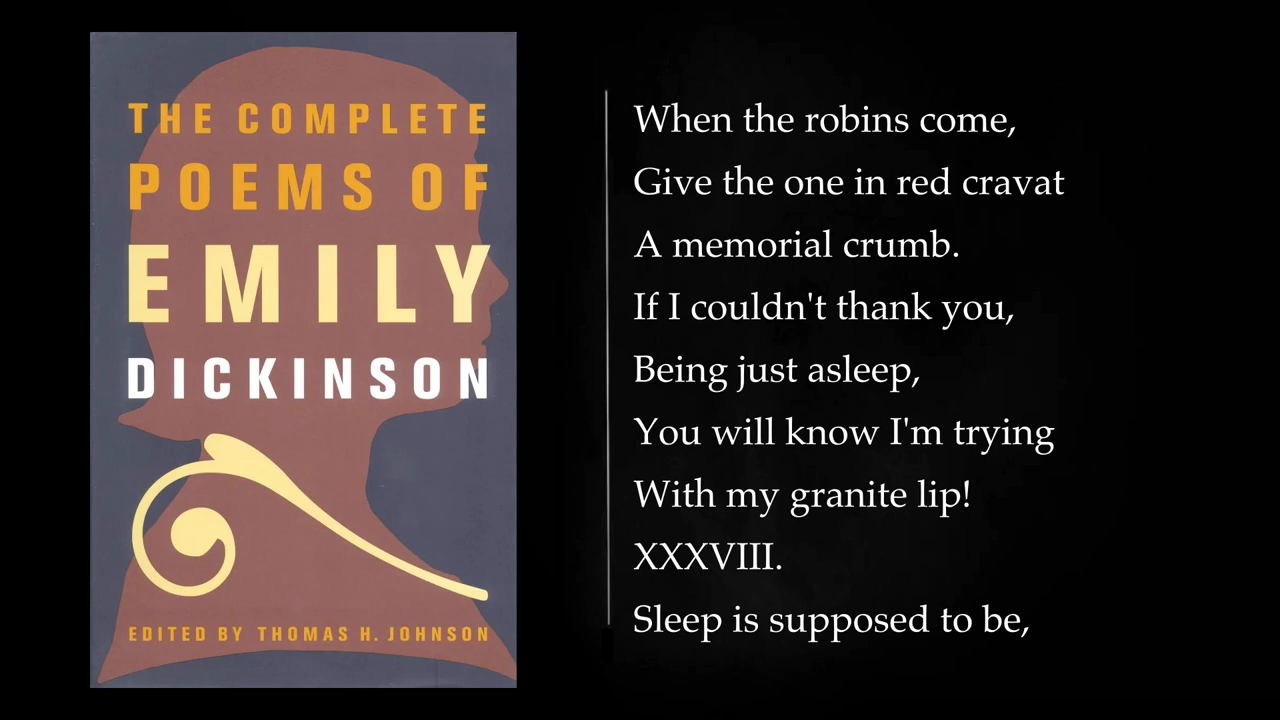 THE COMPLETE
POEMS OF
EMILY
DICKINSON
EDITED BY THOMAS H. JOHNSON
When the robins come,
Give the one in red cravat
A memorial crumb.
If I couldn't thank you,
Being just asleep,
You will know I'm trying
With my granite lip!
XXXVIII.
Sleep is supposed to be,